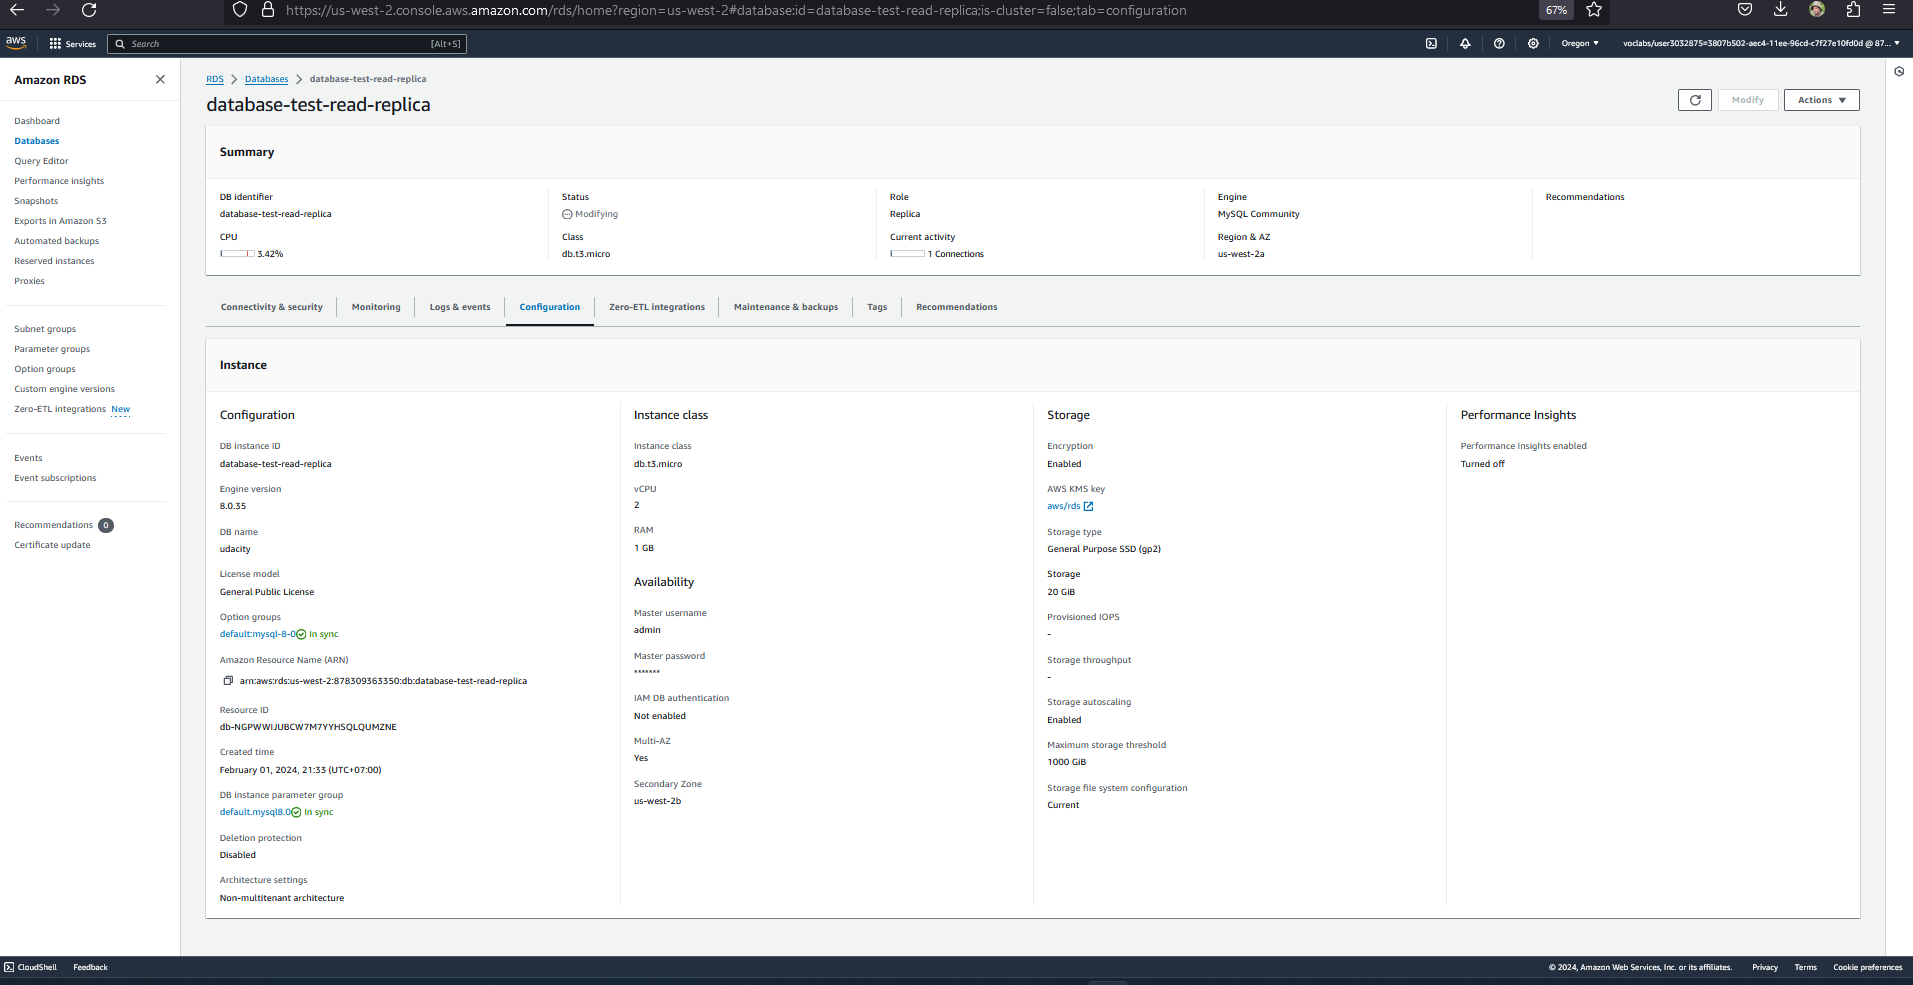 https://us-west-2.console.aws.amazon.com/rds/home?region=us-west-2#database:id=database-test-read-replica;is-cluster=false;tab=configuration
67%
aws
Services
Search
[Alt+S]
Oregon
voclabs/user3032875=3807b502-aec4-11ee-96cd-c7f27e10fd0d @ 87...
Amazon RDS
Dashboard
Databases
Query Editor
Performance insights
Snapshots
Exports in Amazon S3
Automated backups
Reserved instances
Proxies
Subnet groups
Parameter groups
Option groups
Custom engine versions
Zero-ETL integrations New
Events
Event subscriptions
Recommendations 0
Certificate update
RDS > Databases > database-test-read-replica
database-test-read-replica
Modify
Actions
Summary
DB identifier
database-test-read-replica
CPU
3.42%
Status
Modifying
Class
db.t3.micro
Role
Replica
Current activity
1 Connections
Engine
MySQL Community
Region & AZ
us-west-2a
Recommendations
Connectivity & security
Monitoring
Logs & events
Configuration
Zero-ETL integrations
Maintenance & backups
Tags
Recommendations
Instance
Configuration
DB instance ID
database-test-read-replica
Engine version
8.0.35
DB name
udacity
License model
General Public License
Option groups
default:mysql-8-0 In sync
Amazon Resource Name (ARN)
arn:aws:rds:us-west-2:878309363350:db:database-test-read-replica
Resource ID
db-NGPWWIJUBCW7M7YYHSQLQUMZNE
Created time
February 01, 2024, 21:33 (UTC+07:00)
DB instance parameter group
default.mysql8.0 In sync
Deletion protection
Disabled
Architecture settings
Non-multitenant architecture
Instance class
Instance class
db.t3.micro
vCPU
2
RAM
1 GB
Availability
Master username
admin
Master password
*******
IAM DB authentication
Not enabled
Multi-AZ
Yes
Secondary Zone
us-west-2b
Storage
Encryption
Enabled
AWS KMS key
aws/rds
Storage type
General Purpose SSD (gp2)
Storage
20 GiB
Provisioned IOPS
-
Storage throughput
-
Storage autoscaling
Enabled
Maximum storage threshold
1000 GiB
Storage file system configuration
Current
Performance Insights
Performance Insights enabled
Turned off
CloudShell
Feedback
© 2024, Amazon Web Services, Inc. or its affiliates.
Privacy
Terms
Cookie preferences